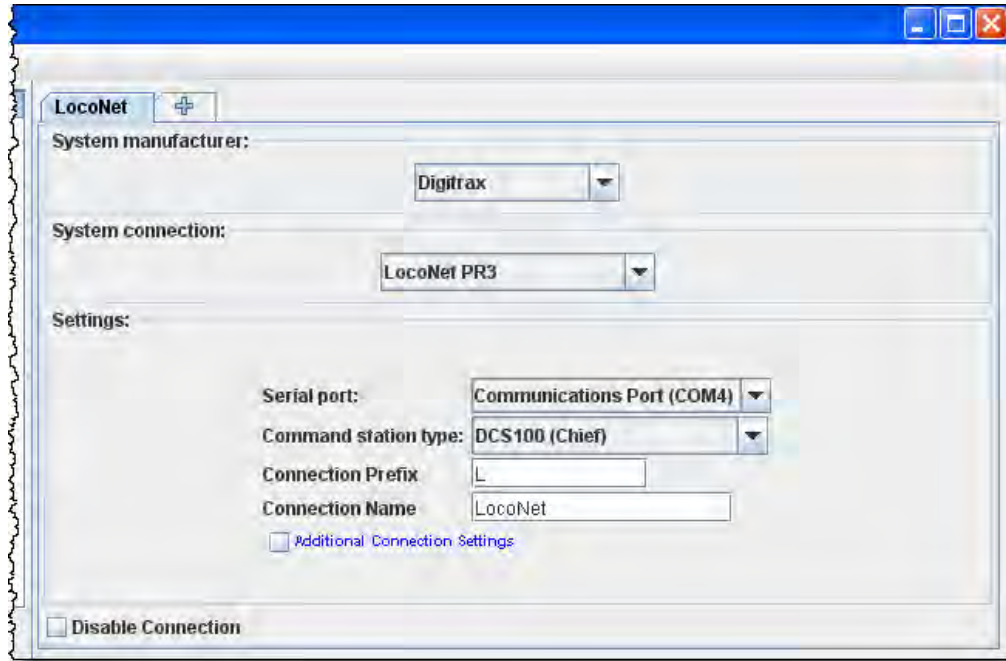 LocoNet
System manufacturer:
Digitrax
System connection:
LocoNet PR3
Settings:
Serial port: Communications Port (COM4)
Command station type: DCS100 (Chief)
Connection Prefix L
Connection Name LocoNet
Additional Connection Settings
Disable Connection